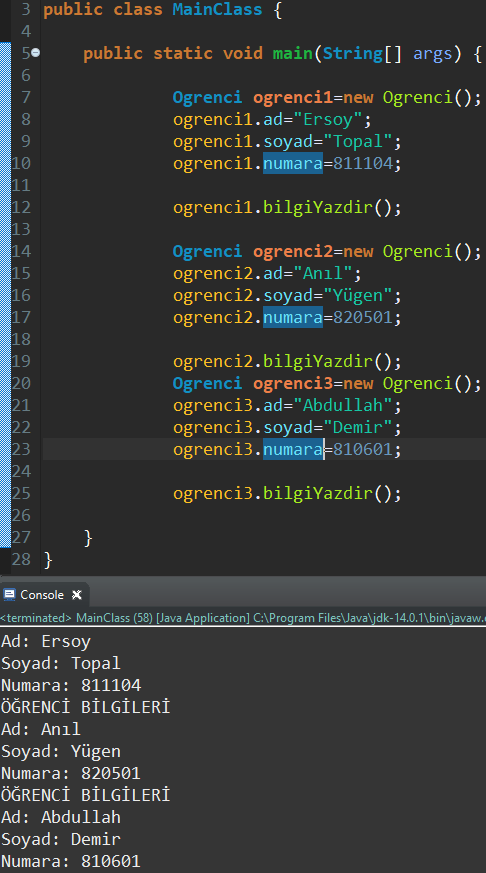 3 public class MainClass {
4
5 public static void main(String[] args) {
6
7 Ogrenci ogrenci1=new Ogrenci();
8 ogrenci1.ad="Ersoy";
9 ogrenci1.soyad="Topal";
10 ogrenci1.numara=811104;
11
12 ogrenci1.bilgiYazdir();
13
14 Ogrenci ogrenci2=new Ogrenci();
15 ogrenci2.ad="Anıl";
16 ogrenci2.soyad="Yügen";
17 ogrenci2.numara=820501;
18
19 ogrenci2.bilgiYazdir();
20 Ogrenci ogrenci3=new Ogrenci();
21 ogrenci3.ad="Abdullah";
22 ogrenci3.soyad="Demir";
23 ogrenci3.numara=810601;
24
25 ogrenci3.bilgiYazdir();
26
27 }
28 }
Console
<terminated> MainClass (58) [Java Application] C:\Program Files\Java\jdk-14.0.1\bin\javaw.e
Ad: Ersoy
Soyad: Topal
Numara: 811104
ÖĞRENCİ BİLGİLERİ
Ad: Anıl
Soyad: Yügen
Numara: 820501
ÖĞRENCİ BİLGİLERİ
Ad: Abdullah
Soyad: Demir
Numara: 810601